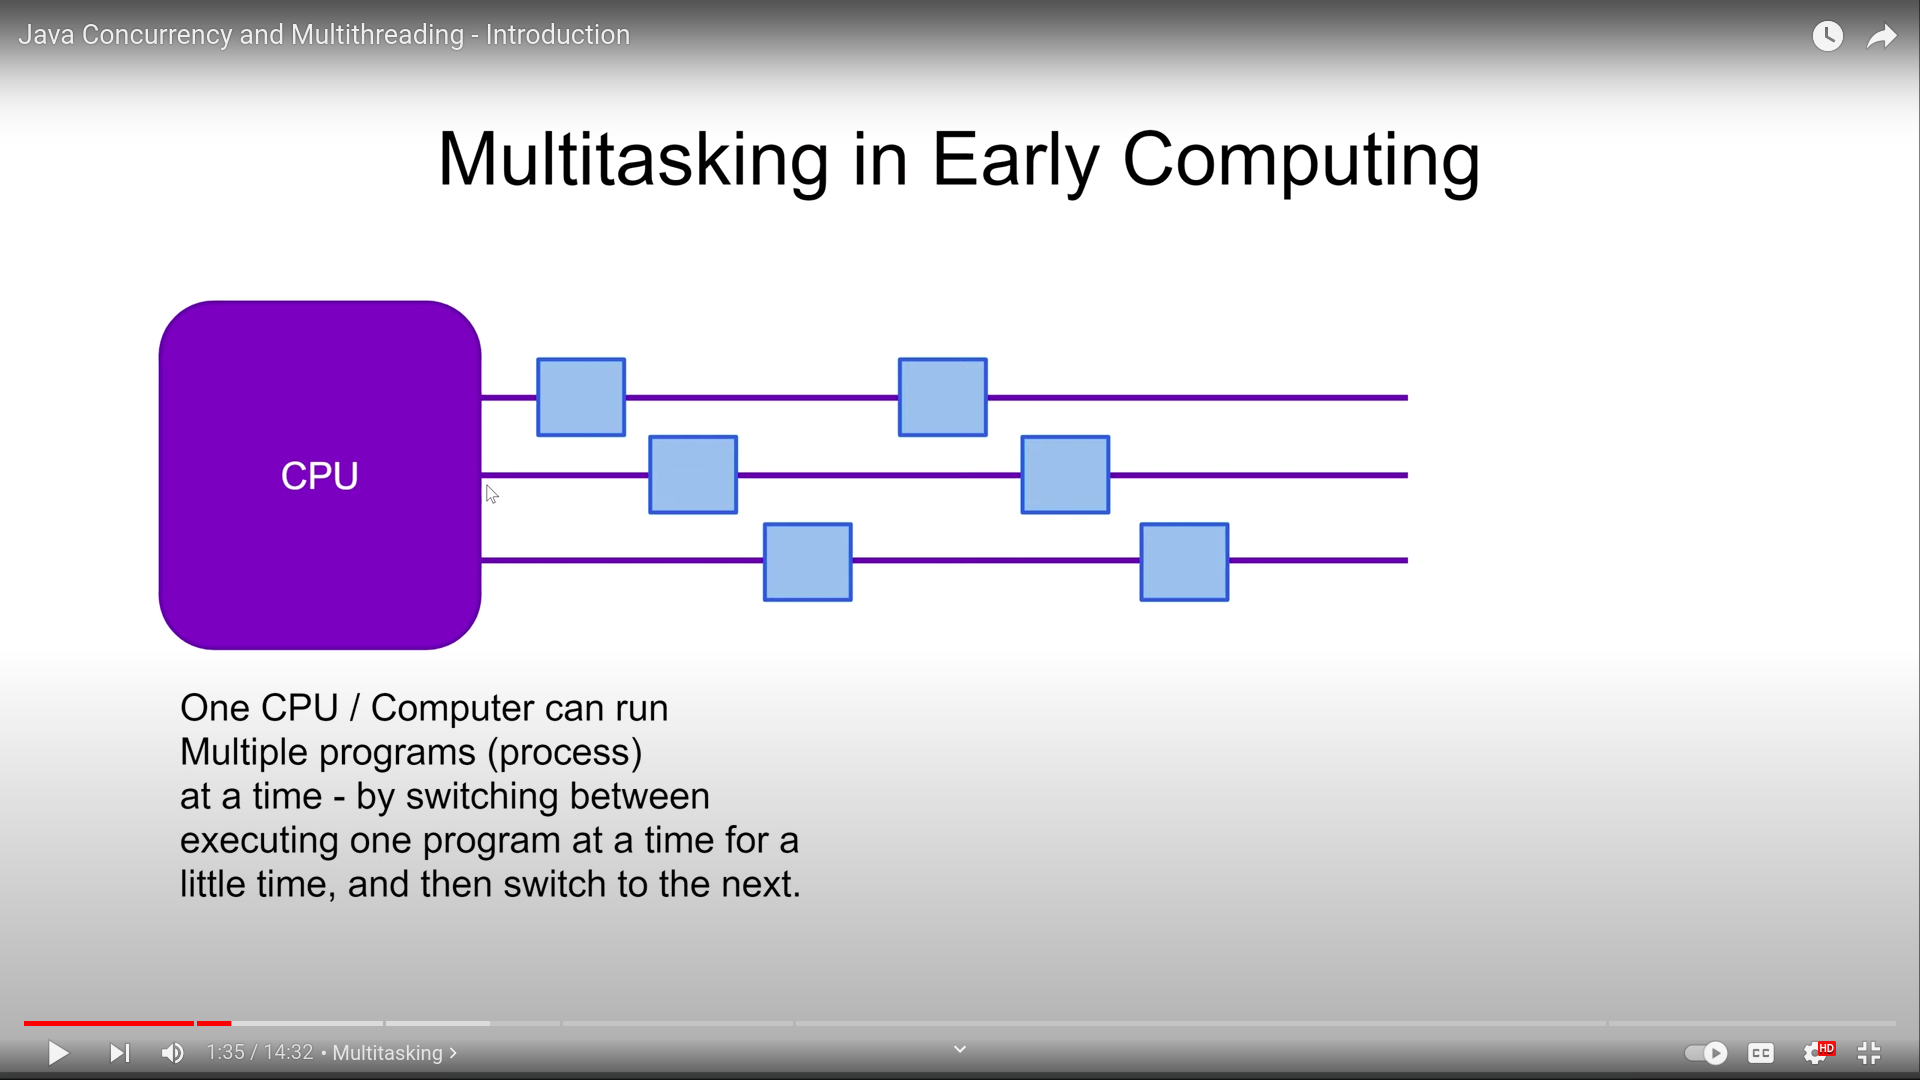 Java Concurrency and Multithreading - Introduction
Multitasking in Early Computing
CPU
One CPU / Computer can run
Multiple programs (process)
at a time - by switching between
executing one program at a time for a
little time, and then switch to the next.
1:35 / 14:32 • Multitasking
CC
HD